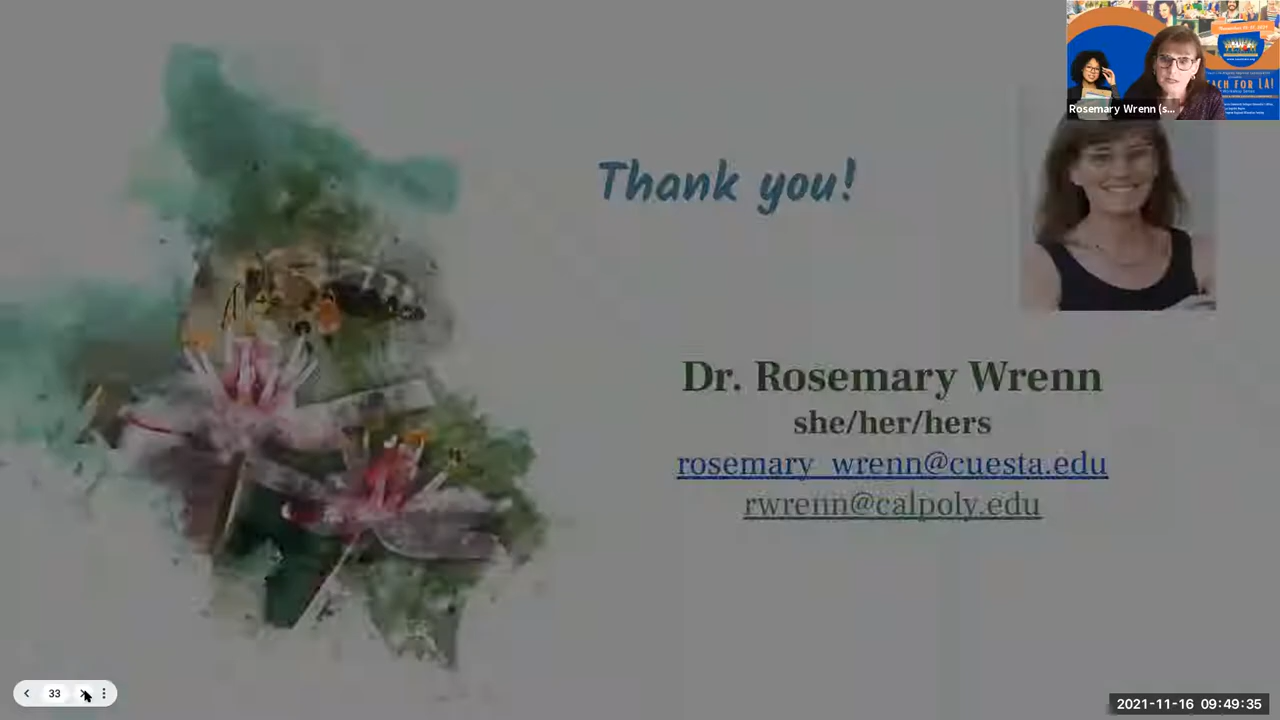 Rosemary Wrenn (s...
Thank you!
Dr. Rosemary Wrenn
she/her/hers
rosemary_wrenn@cuesta.edu
rwrenn@calpoly.edu
33
2021-11-16 09:49:35